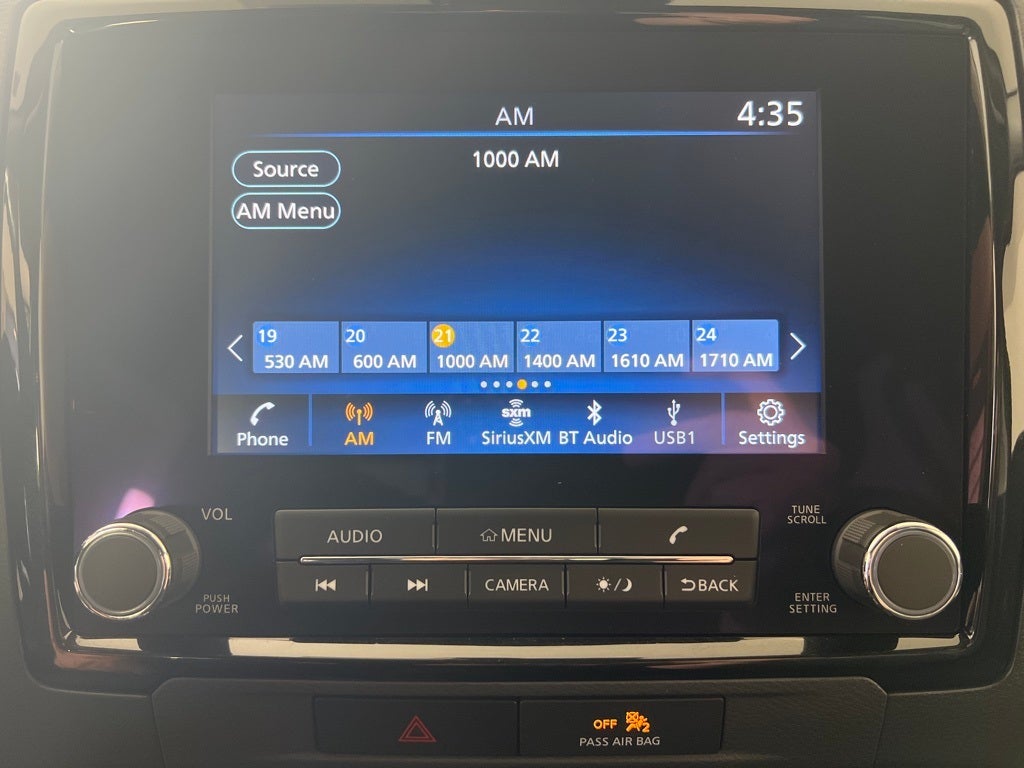 AM 4:35
1000 AM
Source
AM Menu
19 20 21 22 23 24
530 AM 600 AM 1000 AM 1400 AM 1610 AM 1710 AM
sxm
Phone AM FM SiriusXM BT Audio USB1 Settings
VOL
TUNE
SCROLL
AUDIO MENU
CAMERA BACK
PUSH
POWER
ENTER
SETTING
OFF 2
PASS AIR BAG